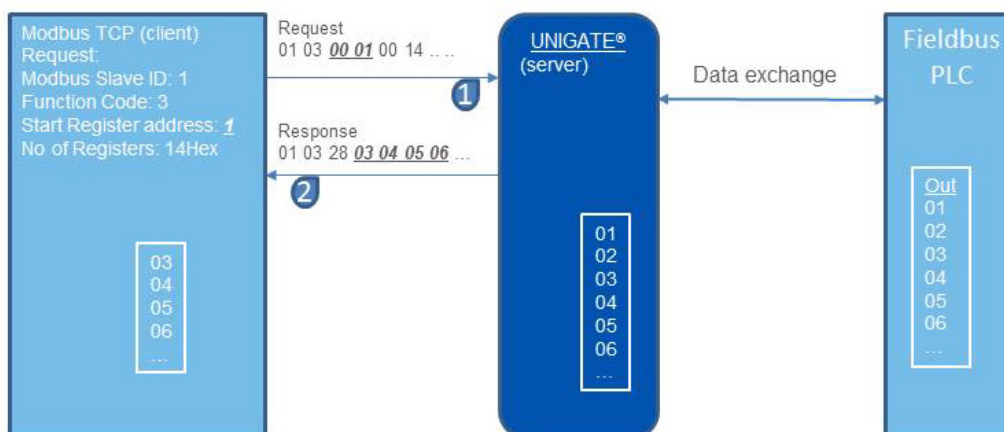 Modbus TCP (client)
Request:
Modbus Slave ID: 1
Function Code: 3
Start Register address: 1
No of Registers: 14Hex
03
04
05
06
...
Request
01 03 00 01 00 14 .. ..
1
Response
01 03 28 03 04 05 06 ...
2
UNIGATE®
(server)
01
02
03
04
05
06
...
Data exchange
Fieldbus
PLC
Out
01
02
03
04
05
06
...